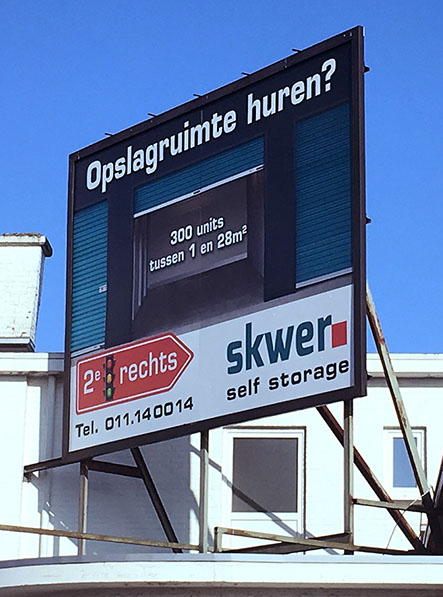 Opslagruimte huren?
300 units
tussen 1 en 28m²
2e rechts
skwer
self storage
Tel. 011.140014